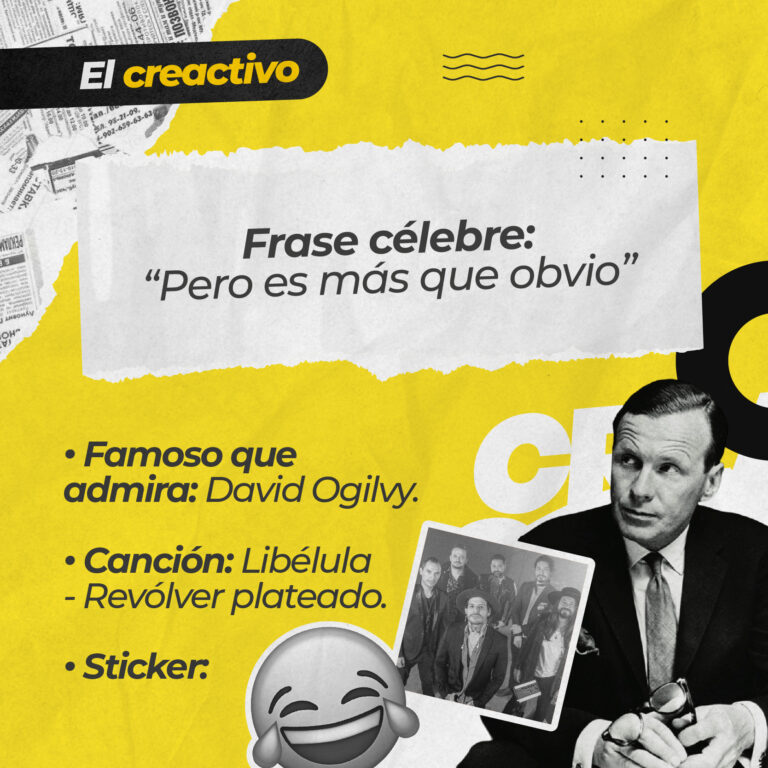 El creactivo
Frase célebre:
“Pero es más que obvio”
• Famoso que
admira: David Ogilvy.
• Canción: Libélula
- Revólver plateado.
• Sticker: